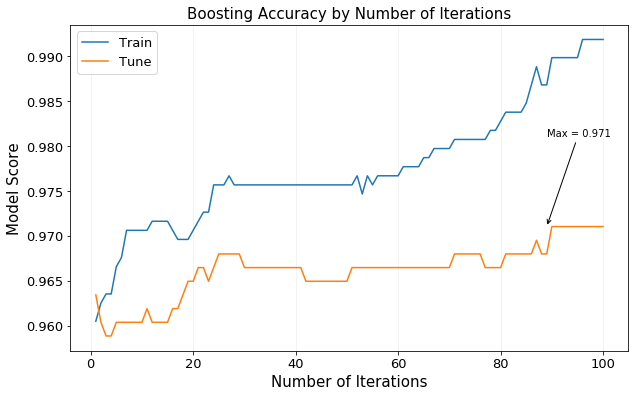 Boosting Accuracy by Number of Iterations
Train
Tune
0.990
0.985
0.980
0.975
0.970
0.965
0.960
Model Score
Max = 0.971
0
20
40
60
80
100
Number of Iterations